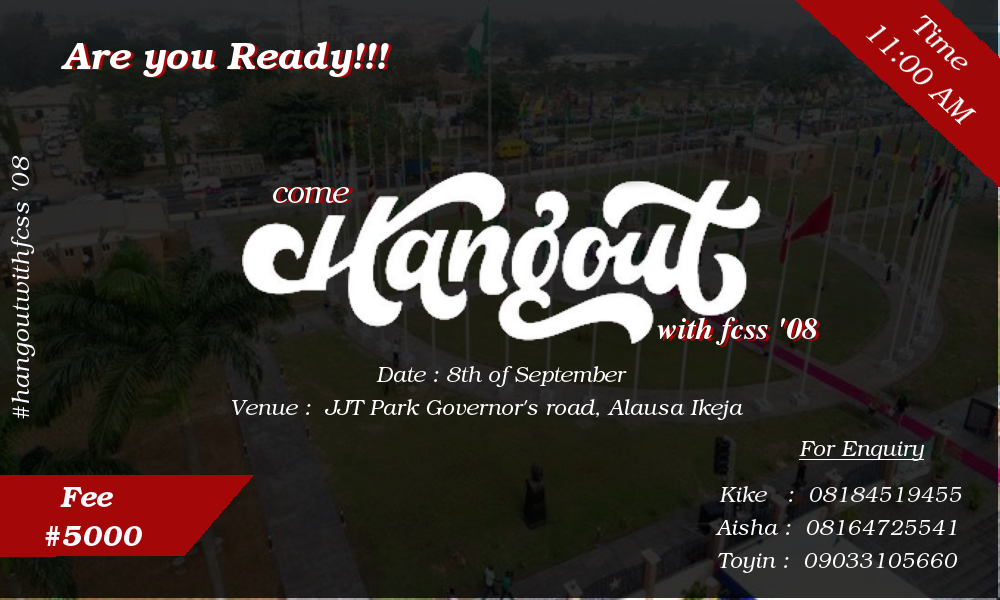 Are you Ready!!!
Time
11:00 AM
#hangoutwithfcss '08
come
Hangout
with fcss '08
Date : 8th of September
Venue : JJT Park Governor's road, Alausa Ikeja
For Enquiry
Kike : 08184519455
Aisha : 08164725541
Toyin : 09033105660
Fee
#5000